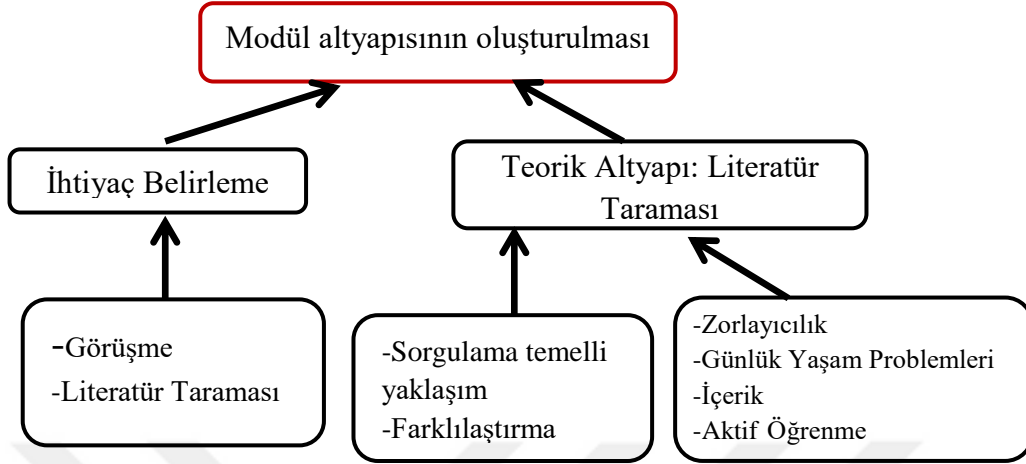 Modül altyapısının oluşturulması
İhtiyaç Belirleme
Teorik Altyapı: Literatür
Taraması
-Görüşme
-Literatür Taraması
-Sorgulama temelli
yaklaşım
-Farklılaştırma
-Zorlayıcılık
-Günlük Yaşam Problemleri
-İçerik
-Aktif Öğrenme